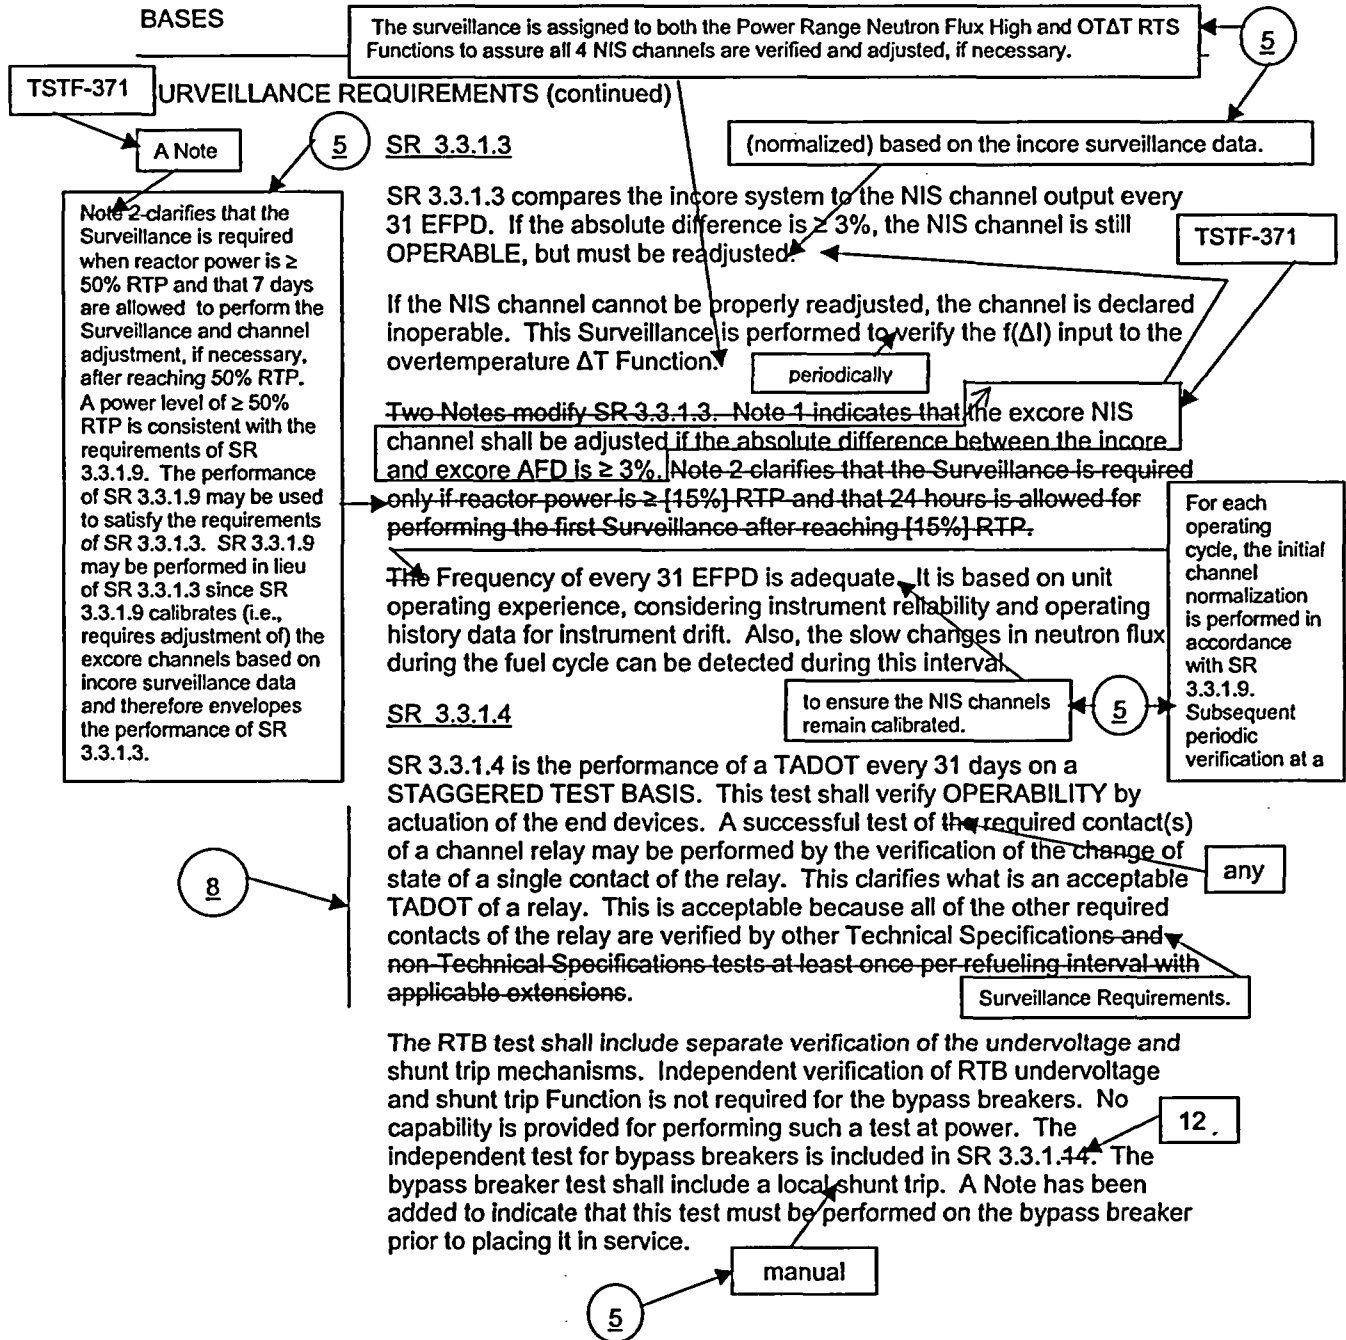 BASES
The surveillance is assigned to both the Power Range Neutron Flux High and OTΔT RTS
Functions to assure all 4 NIS channels are verified and adjusted, if necessary.
5
TSTF-371
URVEILLANCE REQUIREMENTS (continued)
A Note
5
SR 3.3.1.3
(normalized) based on the incore surveillance data.
Note 2 clarifies that the
Surveillance is required
when reactor power is ≥
50% RTP and that 7 days
are allowed to perform the
Surveillance and channel
adjustment, if necessary,
after reaching 50% RTP.
A power level of ≥ 50%
RTP is consistent with the
requirements of SR
3.3.1.9. The performance
of SR 3.3.1.9 may be used
to satisfy the requirements
of SR 3.3.1.3. SR 3.3.1.9
may be performed in lieu
of SR 3.3.1.3 since SR
3.3.1.9 calibrates (i.e.,
requires adjustment of) the
excore channels based on
incore surveillance data
and therefore envelopes
the performance of SR
3.3.1.3.
SR 3.3.1.3 compares the incore system to the NIS channel output every
31 EFPD. If the absolute difference is ≥ 3%, the NIS channel is still
OPERABLE, but must be readjusted.
TSTF-371
If the NIS channel cannot be properly readjusted, the channel is declared
inoperable. This Surveillance is performed to verify the f(ΔI) input to the
overtemperature ΔT Function.
periodically
Two Notes modify SR 3.3.1.3. Note 1 indicates that the excore NIS
channel shall be adjusted if the absolute difference between the incore
and excore AFD is ≥ 3%. Note 2 clarifies that the Surveillance is required
only if reactor power is ≥ [15%] RTP and that 24 hours is allowed for
performing the first Surveillance after reaching [15%] RTP.
For each
operating
cycle, the initial
channel
normalization
is performed in
accordance
with SR
3.3.1.9.
Subsequent
periodic
verification at a
The Frequency of every 31 EFPD is adequate. It is based on unit
operating experience, considering instrument reliability and operating
history data for instrument drift. Also, the slow changes in neutron flux
during the fuel cycle can be detected during this interval.
to ensure the NIS channels
remain calibrated.
5
SR 3.3.1.4
SR 3.3.1.4 is the performance of a TADOT every 31 days on a
STAGGERED TEST BASIS. This test shall verify OPERABILITY by
actuation of the end devices. A successful test of the required contact(s)
of a channel relay may be performed by the verification of the change of
state of a single contact of the relay. This clarifies what is an acceptable
TADOT of a relay. This is acceptable because all of the other required
contacts of the relay are verified by other Technical Specifications and
non-Technical Specifications tests at least once per refueling interval with
applicable extensions.
8
any
Surveillance Requirements.
The RTB test shall include separate verification of the undervoltage and
shunt trip mechanisms. Independent verification of RTB undervoltage
and shunt trip Function is not required for the bypass breakers. No
capability is provided for performing such a test at power. The
independent test for bypass breakers is included in SR 3.3.1.14. The
bypass breaker test shall include a local shunt trip. A Note has been
added to indicate that this test must be performed on the bypass breaker
prior to placing it in service.
12
manual
5